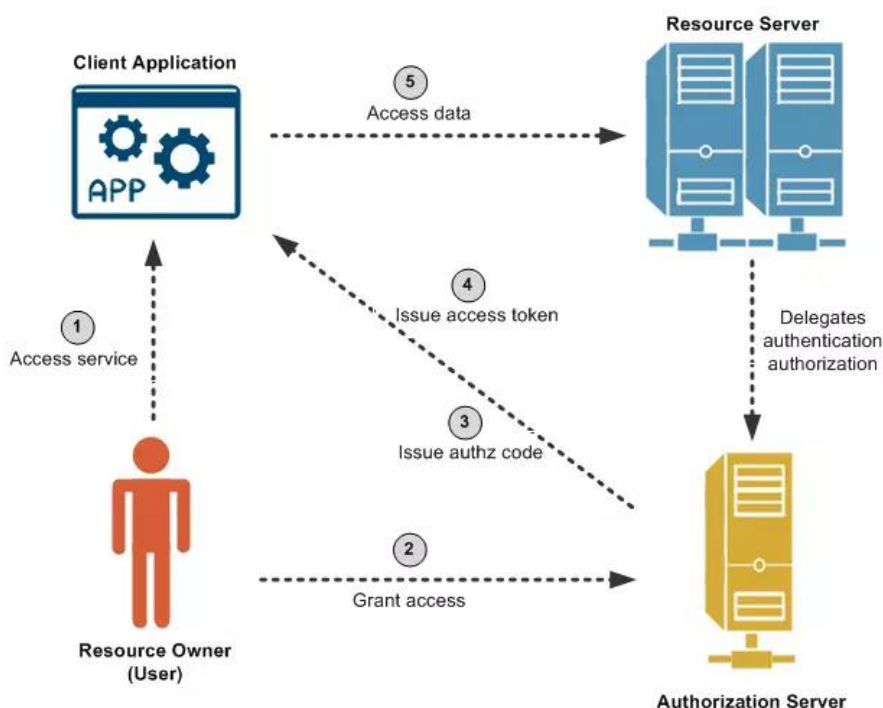 Resource Server
Client Application
5
Access data
APP
4
Issue access token
1
Access service
Delegates
authentication
authorization
3
Issue authz code
2
Grant access
Resource Owner
(User)
Authorization Server